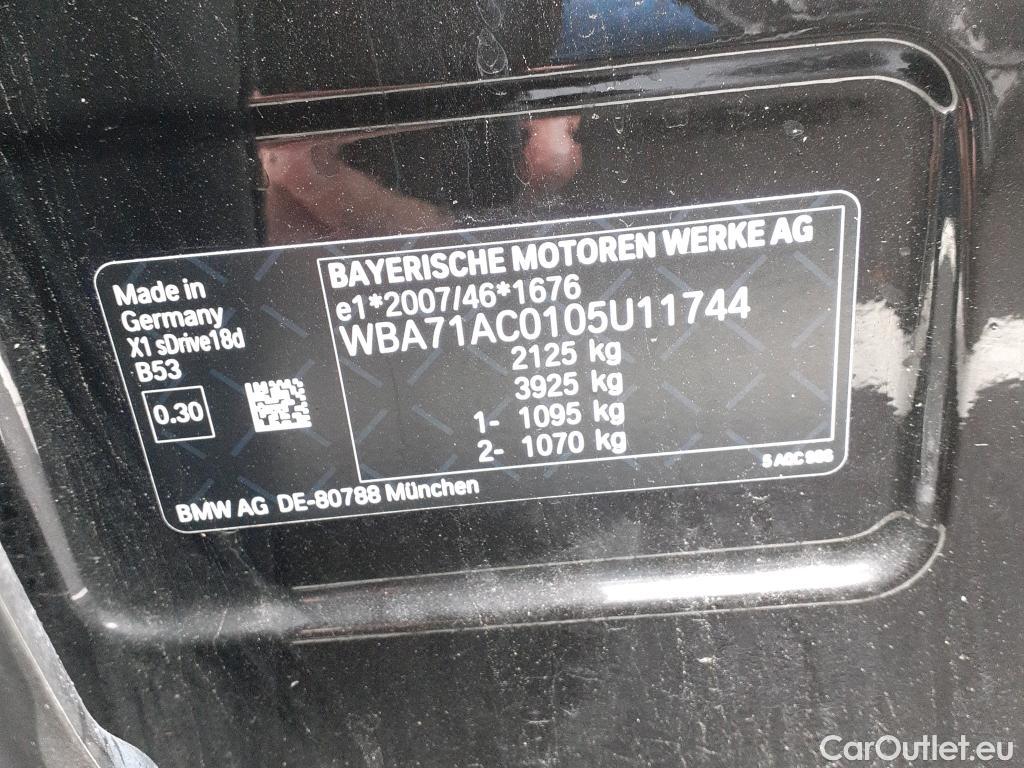 BAYERISCHE MOTOREN WERKE AG
e1*2007/46*1676
WBA71AC0105U11744
2125 kg
3925 kg
1- 1095 kg
2- 1070 kg
Made in
Germany
X1 sDrive18d
B53
0.30
BMW AG DE-80788 München
CarOutlet.eu